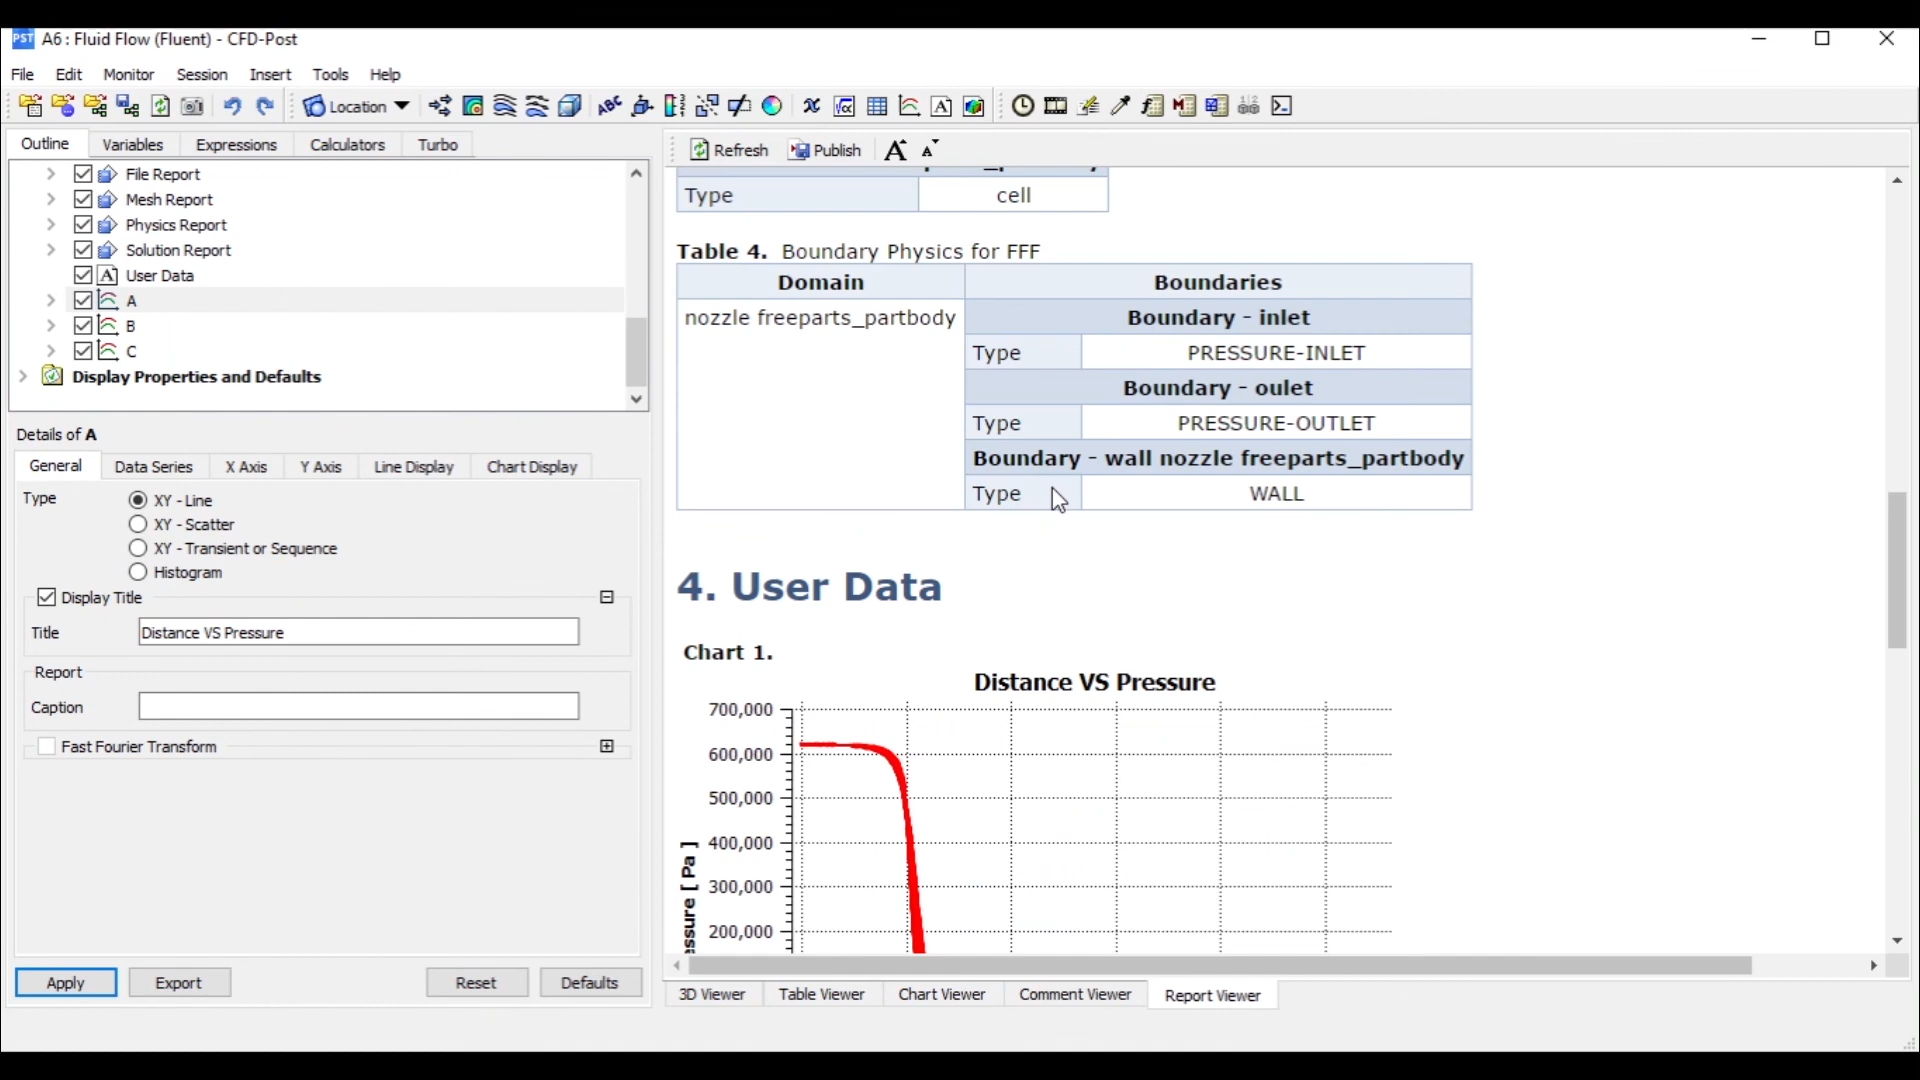 PST A6 : Fluid Flow (Fluent) - CFD-Post
File Edit Monitor Session Insert Tools Help
Location
Outline Variables Expressions Calculators Turbo
File Report
Mesh Report
Physics Report
Solution Report
User Data
A
B
C
Display Properties and Defaults
Details of A
General Data Series X Axis Y Axis Line Display Chart Display
Type
XY - Line
XY - Scatter
XY - Transient or Sequence
Histogram
Display Title
Title Distance VS Pressure
Report
Caption
Fast Fourier Transform
Apply Export Reset Defaults
Refresh Publish
Type cell
Table 4. Boundary Physics for FFF
Domain Boundaries
nozzle freeparts_partbody Boundary - inlet
Type PRESSURE-INLET
Boundary - oulet
Type PRESSURE-OUTLET
Boundary - wall nozzle freeparts_partbody
Type WALL
4. User Data
Chart 1.
Distance VS Pressure
700,000
600,000
500,000
400,000
300,000
200,000
essure [ Pa ]
3D Viewer Table Viewer Chart Viewer Comment Viewer Report Viewer